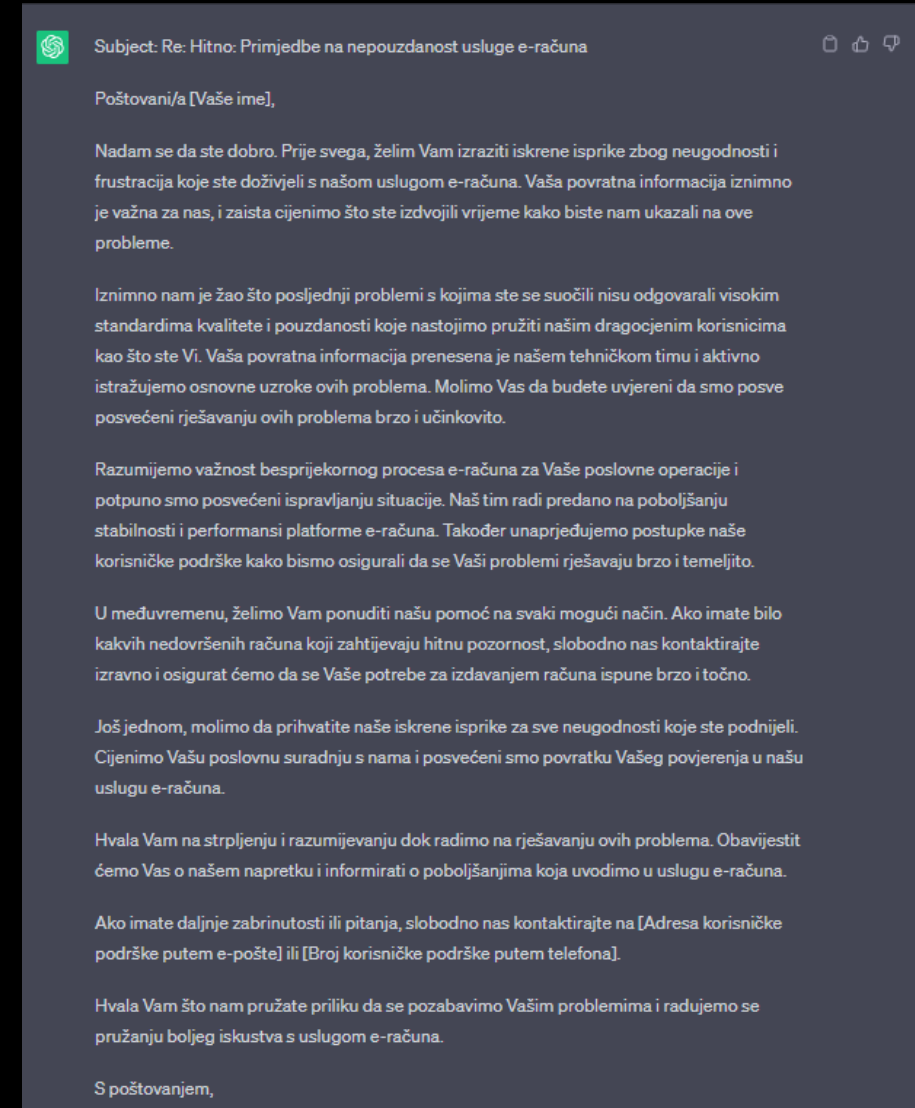 Subject: Re: Hitno: Primjedbe na nepouzdanost usluge e-računa
Poštovani/a [Vaše ime],
Nadam se da ste dobro. Prije svega, želim Vam izraziti iskrene isprike zbog neugodnosti i
frustracija koje ste doživjeli s našom uslugom e-računa. Vaša povratna informacija iznimno
je važna za nas, i zaista cijenimo što ste izdvojili vrijeme kako biste nam ukazali na ove
probleme.
Iznimno nam je žao što posljednji problemi s kojima ste se suočili nisu odgovarali visokim
standardima kvalitete i pouzdanosti koje nastojimo pružiti našim dragocjenim korisnicima
kao što ste Vi. Vaša povratna informacija prenesena je našem tehničkom timu i aktivno
istražujemo osnovne uzroke ovih problema. Molimo Vas da budete uvjereni da smo posve
posvećeni rješavanju ovih problema brzo i učinkovito.
Razumijemo važnost besprijekornog procesa e-računa za Vaše poslovne operacije i
potpuno smo posvećeni ispravljanju situacije. Naš tim radi predano na poboljšanju
stabilnosti i performansi platforme e-računa. Također unaprjeđujemo postupke naše
korisničke podrške kako bismo osigurali da se Vaši problemi rješavaju brzo i temeljito.
U međuvremenu, želimo Vam ponuditi našu pomoć na svaki mogući način. Ako imate bilo
kakvih nedovršenih računa koji zahtijevaju hitnu pozornost, slobodno nas kontaktirajte
izravno i osigurat ćemo da se Vaše potrebe za izdavanjem računa ispune brzo i točno.
Još jednom, molimo da prihvatite naše iskrene isprike za sve neugodnosti koje ste podnijeli.
Cijenimo Vašu poslovnu suradnju s nama i posvećeni smo povratku Vašeg povjerenja u našu
uslugu e-računa.
Hvala Vam na strpljenju i razumijevanju dok radimo na rješavanju ovih problema. Obavijestit
ćemo Vas o našem napretku i informirati o poboljšanjima koja uvodimo u uslugu e-računa.
Ako imate daljnje zabrinutosti ili pitanja, slobodno nas kontaktirajte na [Adresa korisničke
podrške putem e-pošte] ili [Broj korisničke podrške putem telefona].
Hvala Vam što nam pružate priliku da se pozabavimo Vašim problemima i radujemo se
pružanju boljeg iskustva s uslugom e-računa.
S poštovanjem,